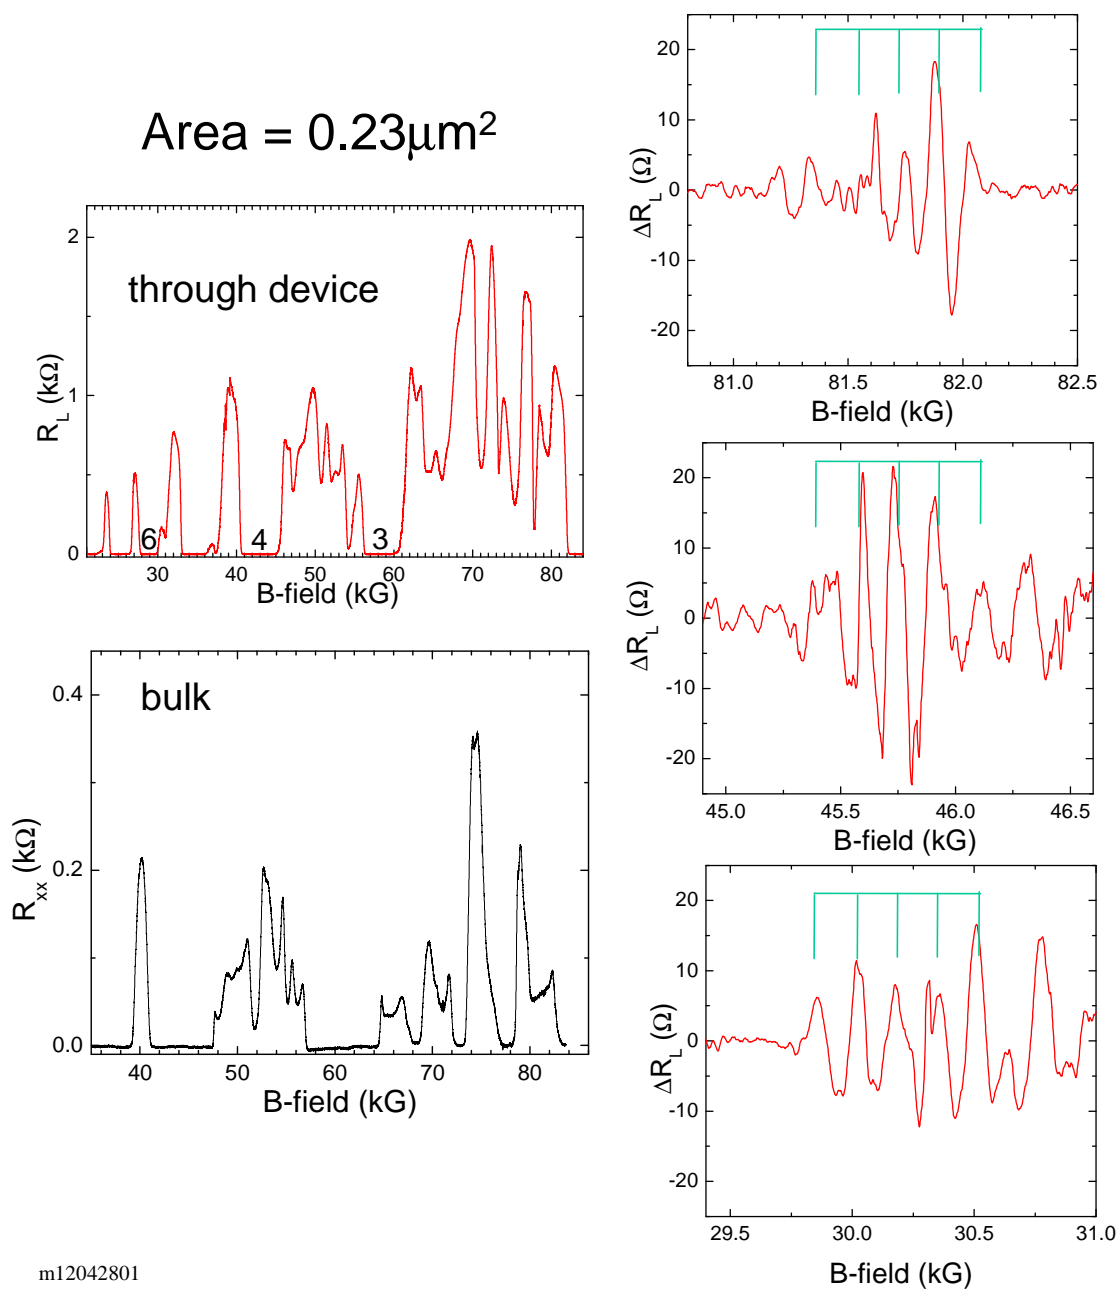 Area = 0.23μm²
through device
2
1
0
R_L (kΩ)
6
4
3
30 40 50 60 70 80
B-field (kG)
bulk
0.4
0.2
0.0
R_xx (kΩ)
40 50 60 70 80
B-field (kG)
m12042801
20
10
0
-10
-20
ΔR_L (Ω)
81.0 81.5 82.0 82.5
B-field (kG)
20
10
0
-10
-20
ΔR_L (Ω)
45.0 45.5 46.0 46.5
B-field (kG)
20
10
0
-10
-20
ΔR_L (Ω)
29.5 30.0 30.5 31.0
B-field (kG)